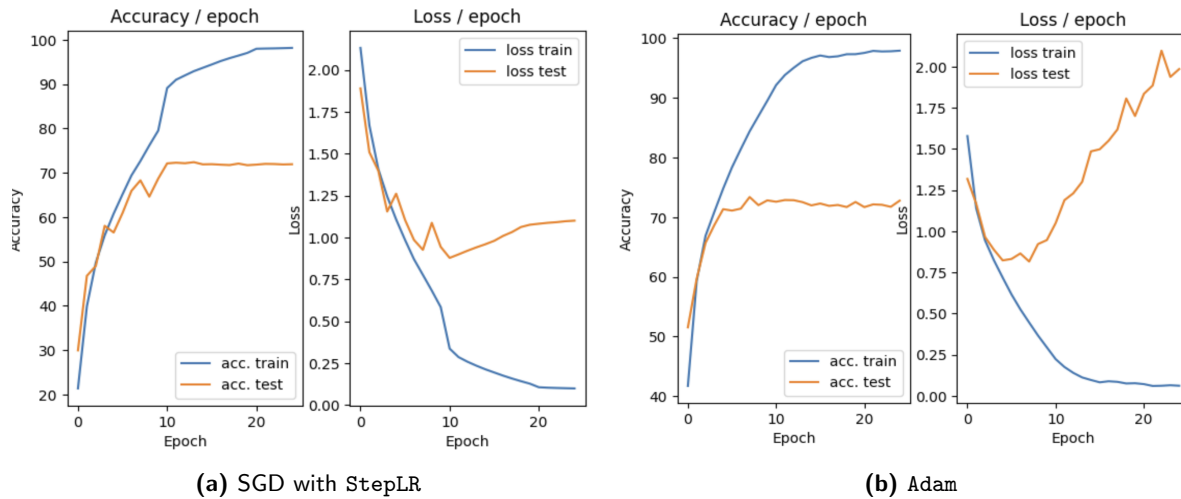 Accuracy / epoch
100
90
80
70
60
50
40
30
20
Accuracy
acc. train
acc. test
0
10
20
Epoch
Loss / epoch
loss train
loss test
2.00
1.75
1.50
1.25
1.00
0.75
0.50
0.25
0.00
Loss
0
10
20
Epoch
(a) SGD with StepLR
Accuracy / epoch
100
90
80
70
60
50
40
Accuracy
acc. train
acc. test
0
10
20
Epoch
Loss / epoch
loss train
loss test
2.00
1.75
1.50
1.25
1.00
0.75
0.50
0.25
0.00
Loss
0
10
20
Epoch
(b) Adam